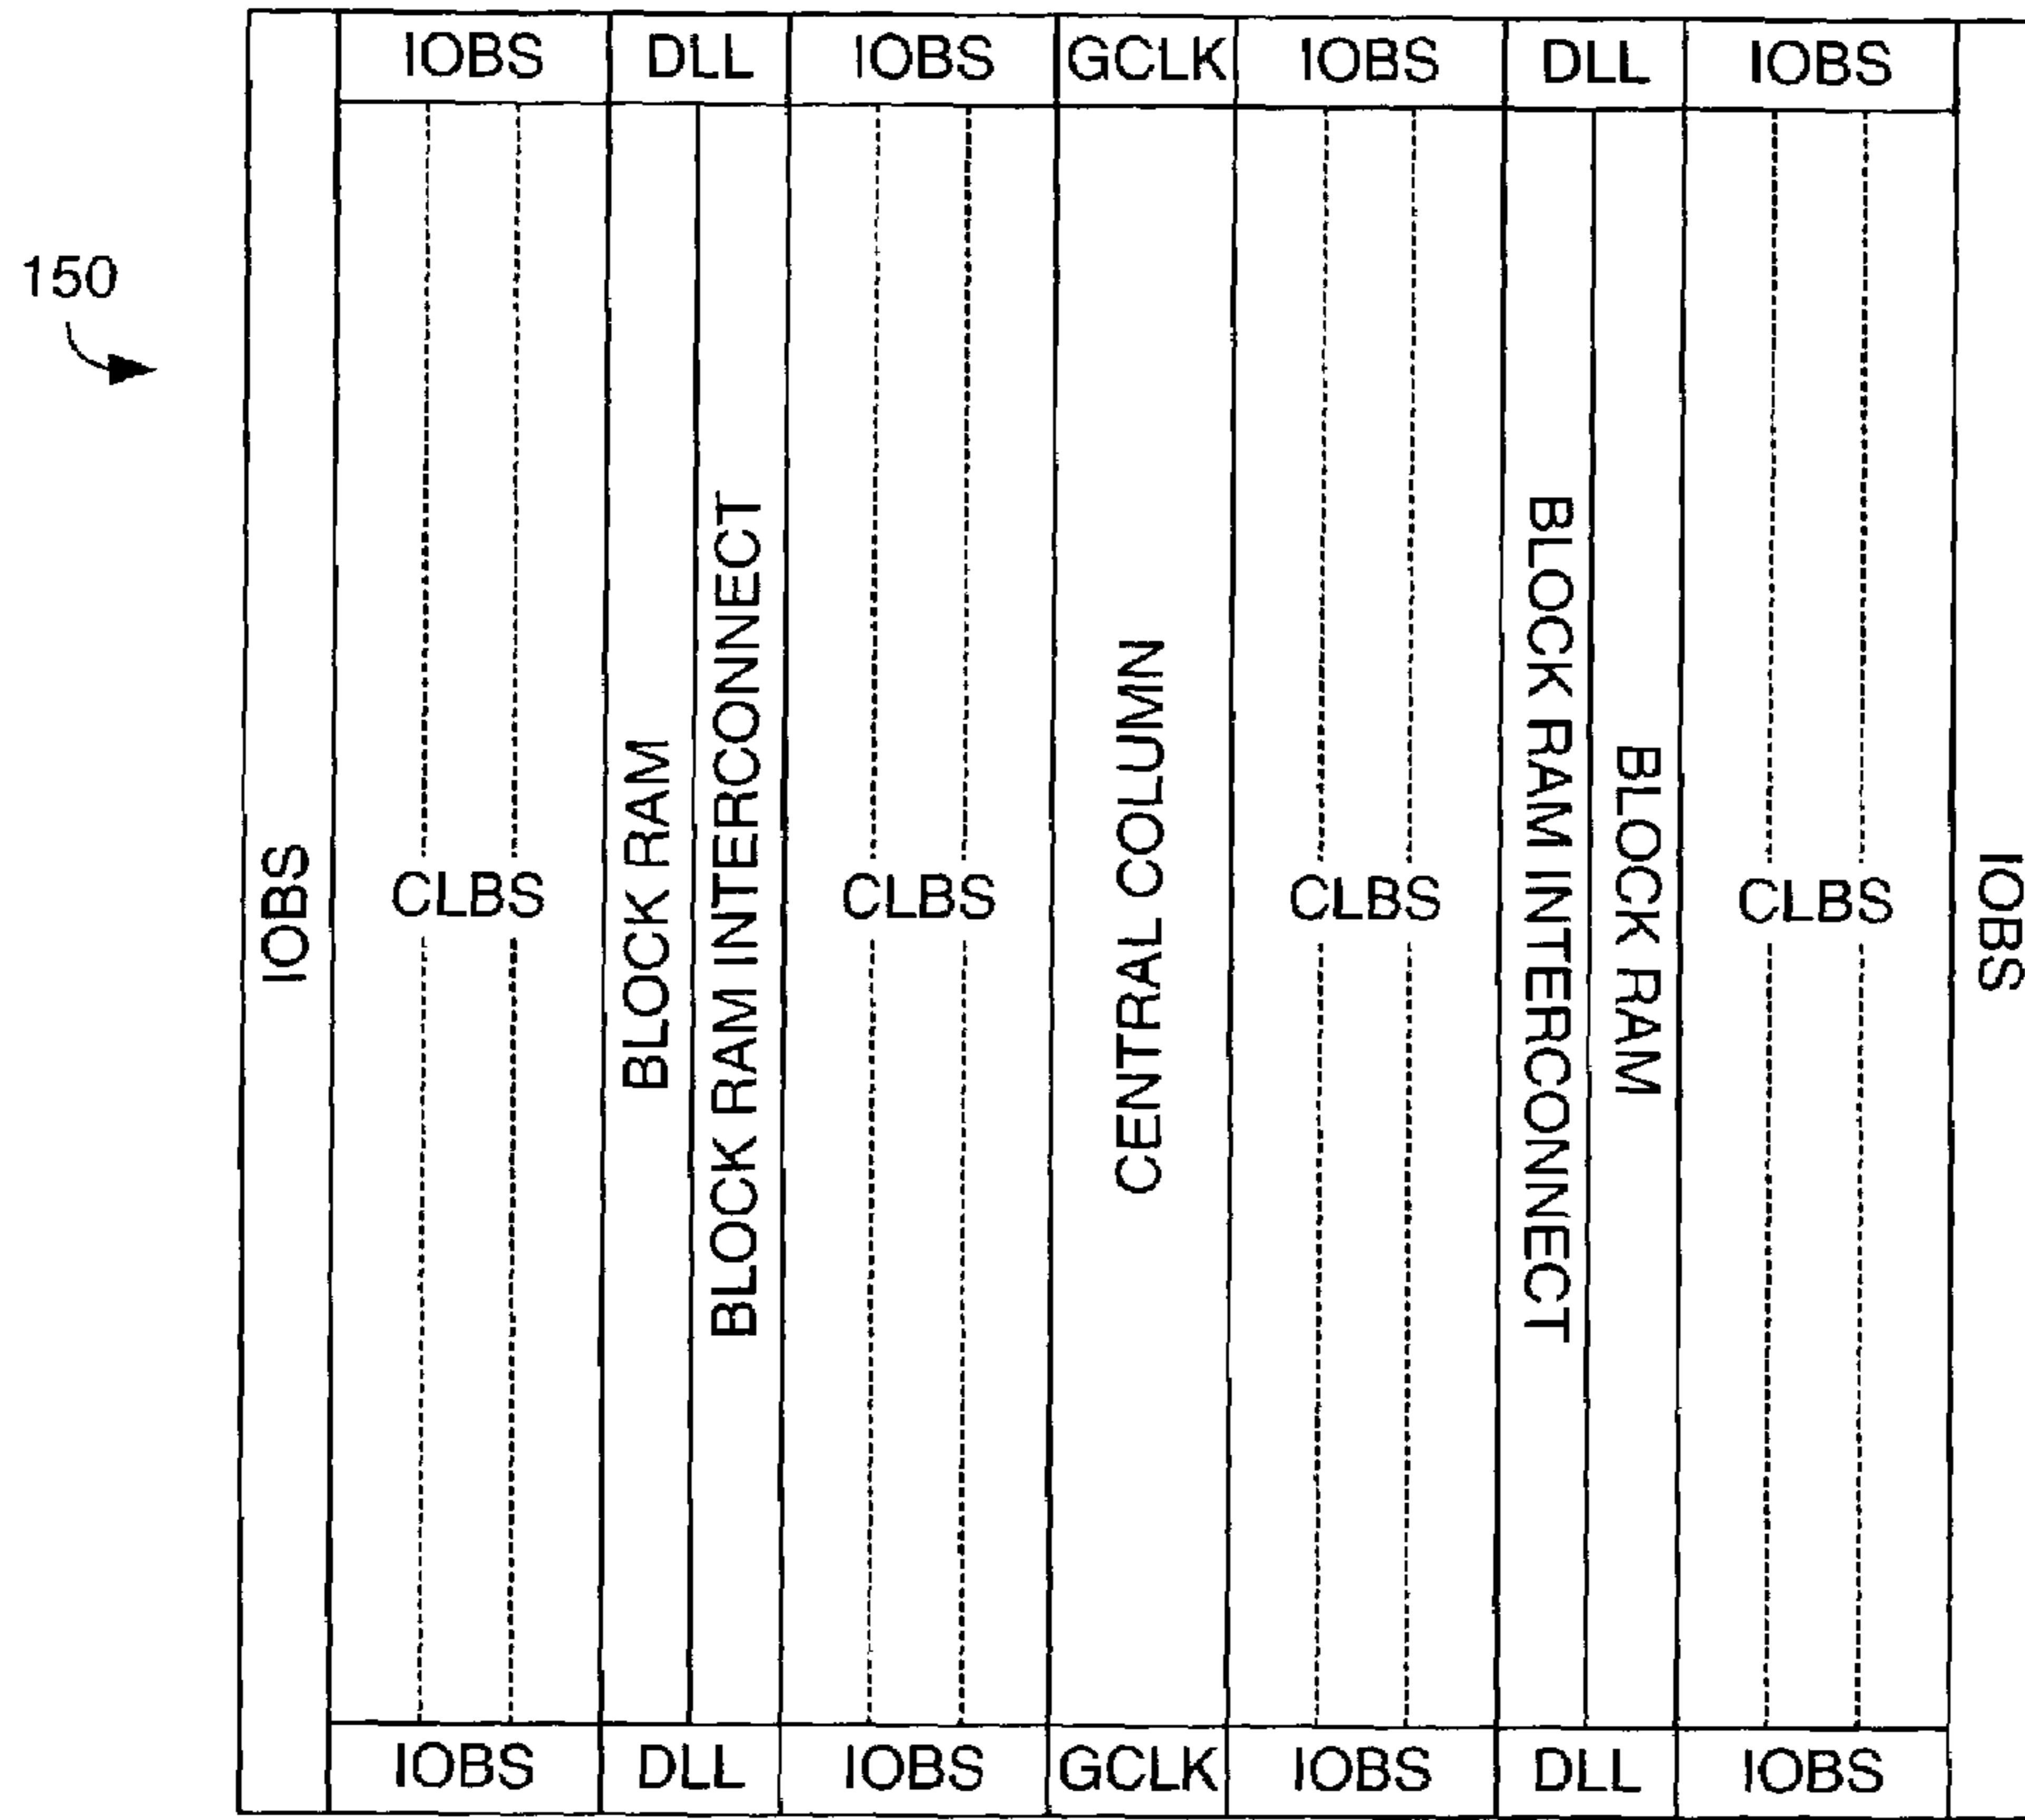 IOBS DLL IOBS GCLK IOBS DLL IOBS
150
IOBS
CLBS
BLOCK RAM
BLOCK RAM INTERCONNECT
CLBS
CENTRAL COLUMN
CLBS
BLOCK RAM INTERCONNECT
BLOCK RAM
CLBS
IOBS
IOBS DLL IOBS GCLK IOBS DLL IOBS